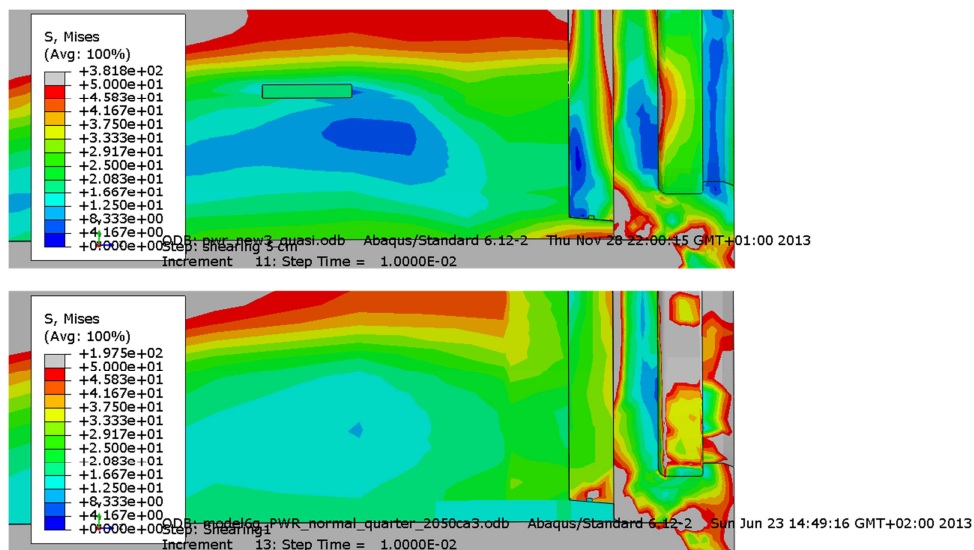 S, Mises
(Avg: 100%)
+3.818e+02
+5.000e+01
+4.583e+01
+4.167e+01
+3.750e+01
+3.333e+01
+2.917e+01
+2.500e+01
+2.083e+01
+1.667e+01
+1.250e+01
+8.333e+00
+4.167e+00
+0.000e+00
ODB: pwr_new3_quasi.odb Abaqus/Standard 6.12-2 Thu Nov 28 22:00:15 GMT+01:00 2013
Step: shearing 5 cm
Increment 11: Step Time = 1.0000E-02
S, Mises
(Avg: 100%)
+1.975e+02
+5.000e+01
+4.583e+01
+4.167e+01
+3.750e+01
+3.333e+01
+2.917e+01
+2.500e+01
+2.083e+01
+1.667e+01
+1.250e+01
+8.333e+00
+4.167e+00
+0.000e+00
ODB: model6g_PWR_normal_quarter_2050ca3.odb Abaqus/Standard 6.12-2 Sun Jun 23 14:49:16 GMT+02:00 2013
Step: Shearing1
Increment 13: Step Time = 1.0000E-02